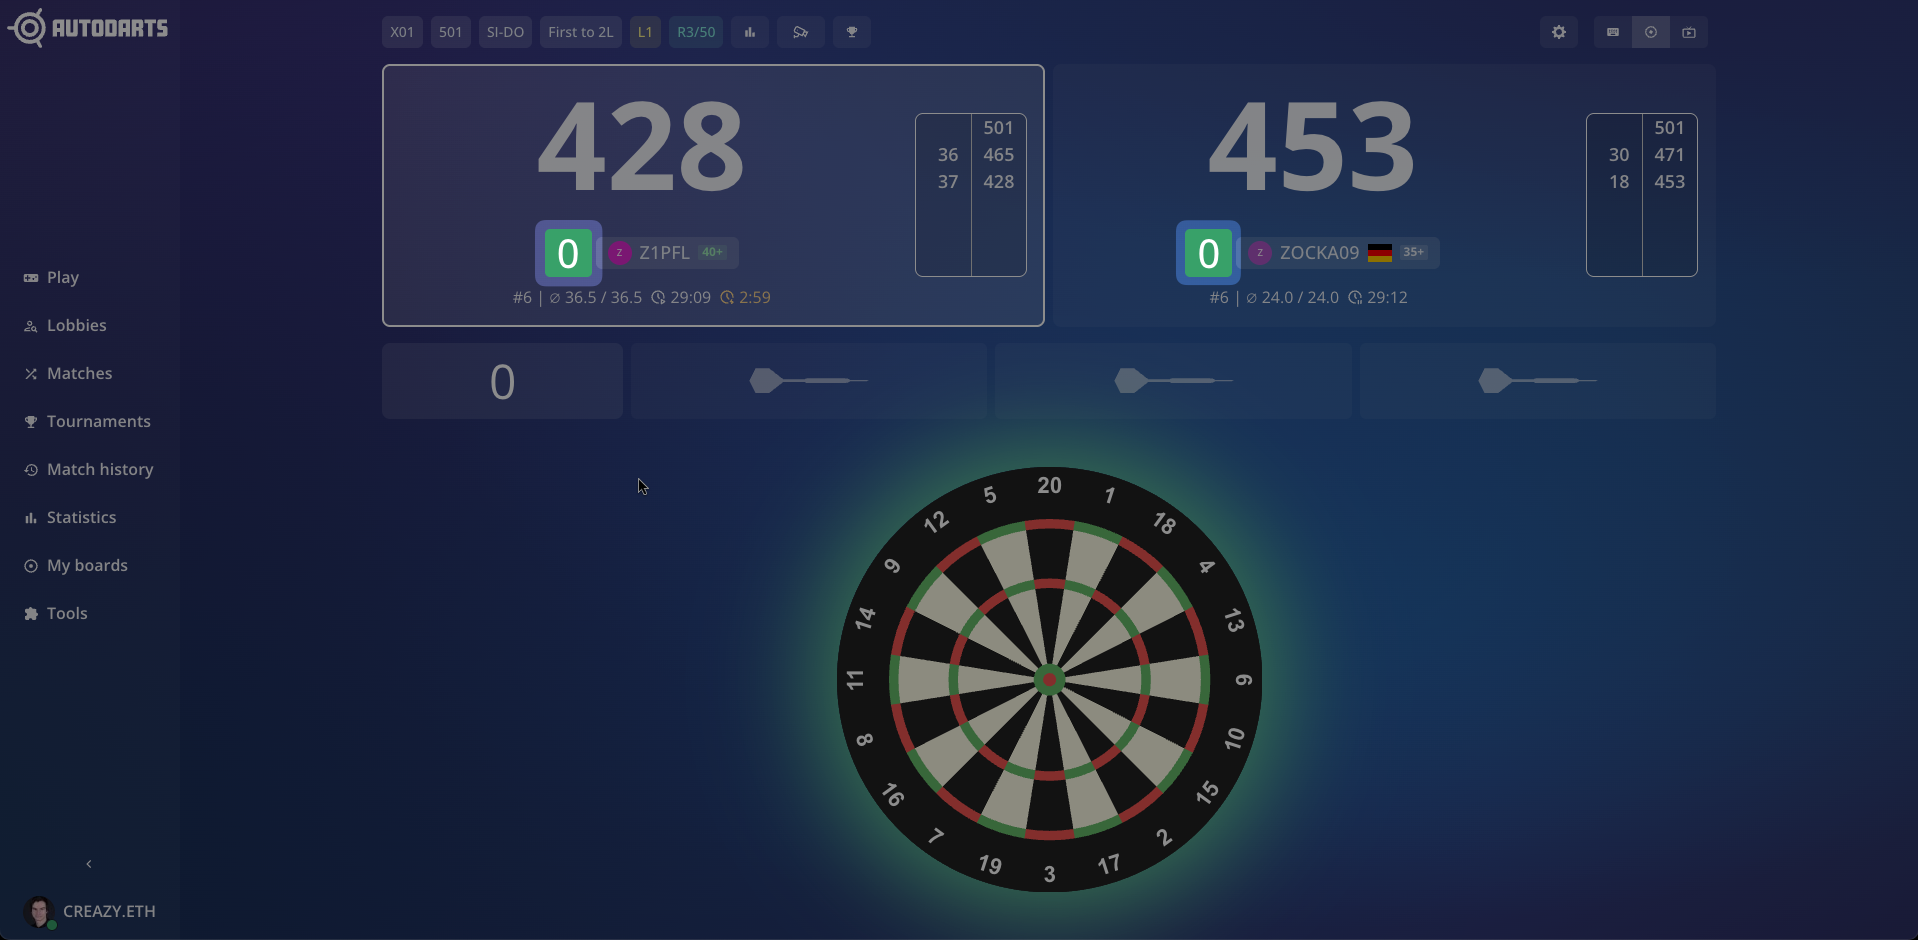 AUTODARTS
X01 501 SI-DO First to 2L L1 R3/50
428
501
36 465
37 428
0 Z Z1PFL 40+
#6 | ⌀ 36.5 / 36.5 29:09 2:59
453
501
30 471
18 453
0 Z ZOCKA09 35+
#6 | ⌀ 24.0 / 24.0 29:12
0
Play
Lobbies
Matches
Tournaments
Match history
Statistics
My boards
Tools
CREAZY.ETH
20
1
18
4
13
6
10
15
2
17
3
19
7
16
8
11
14
9
12
5